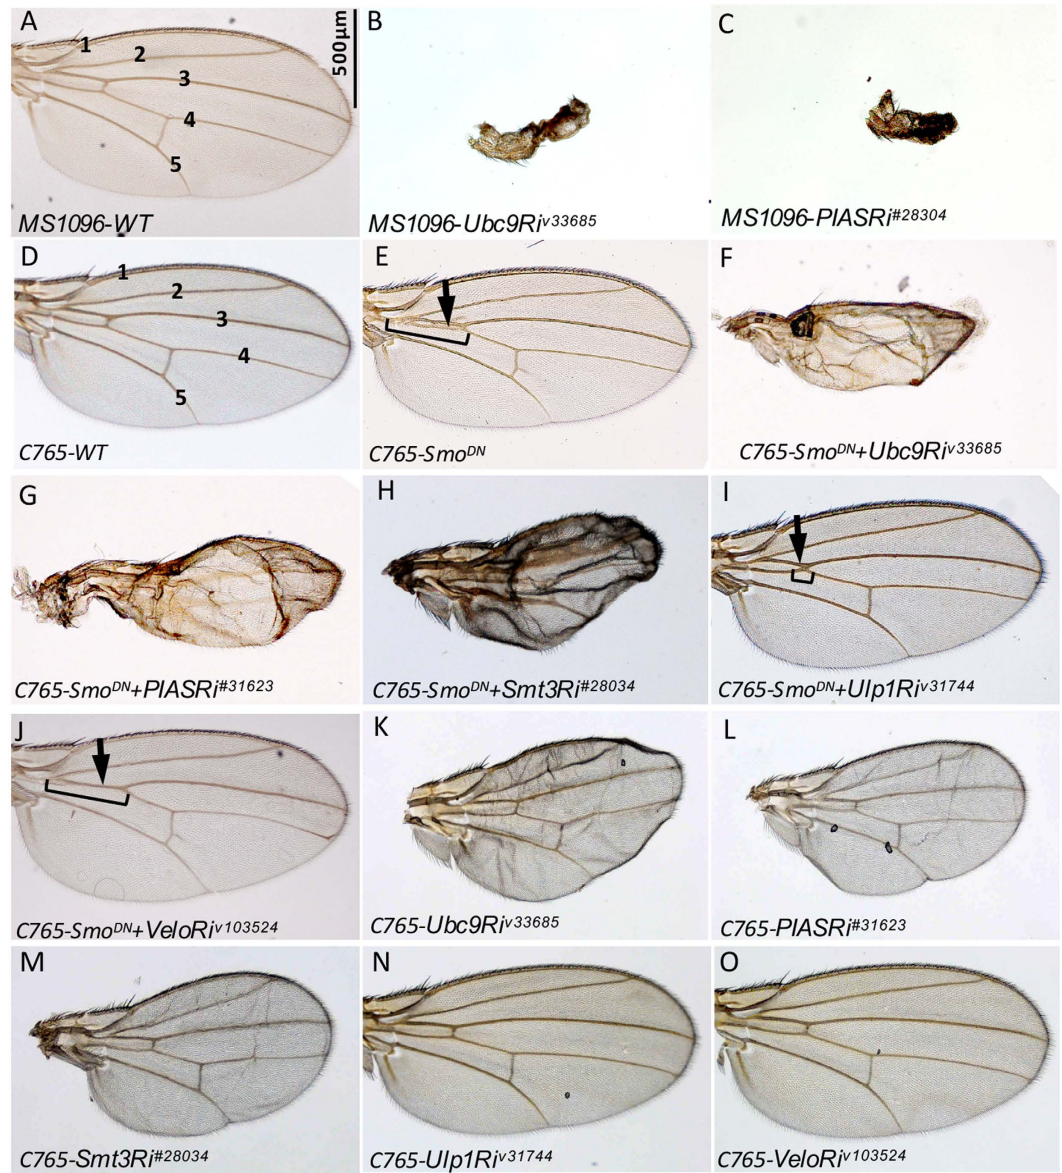 A
B
C
1
2
3
4
5
500μm
MS1096-WT
MS1096-Ubc9Ri^v33685
MS1096-PIASRi^#28304
D
E
F
1
2
3
4
5
C765-WT
C765-Smo^DN
C765-Smo^DN+Ubc9Ri^v33685
G
H
I
C765-Smo^DN+PIASRi^#31623
C765-Smo^DN+Smt3Ri^#28034
C765-Smo^DN+Ulp1Ri^v31744
J
K
L
C765-Smo^DN+VeloRi^v103524
C765-Ubc9Ri^v33685
C765-PIASRi^#31623
M
N
O
C765-Smt3Ri^#28034
C765-Ulp1Ri^v31744
C765-VeloRi^v103524